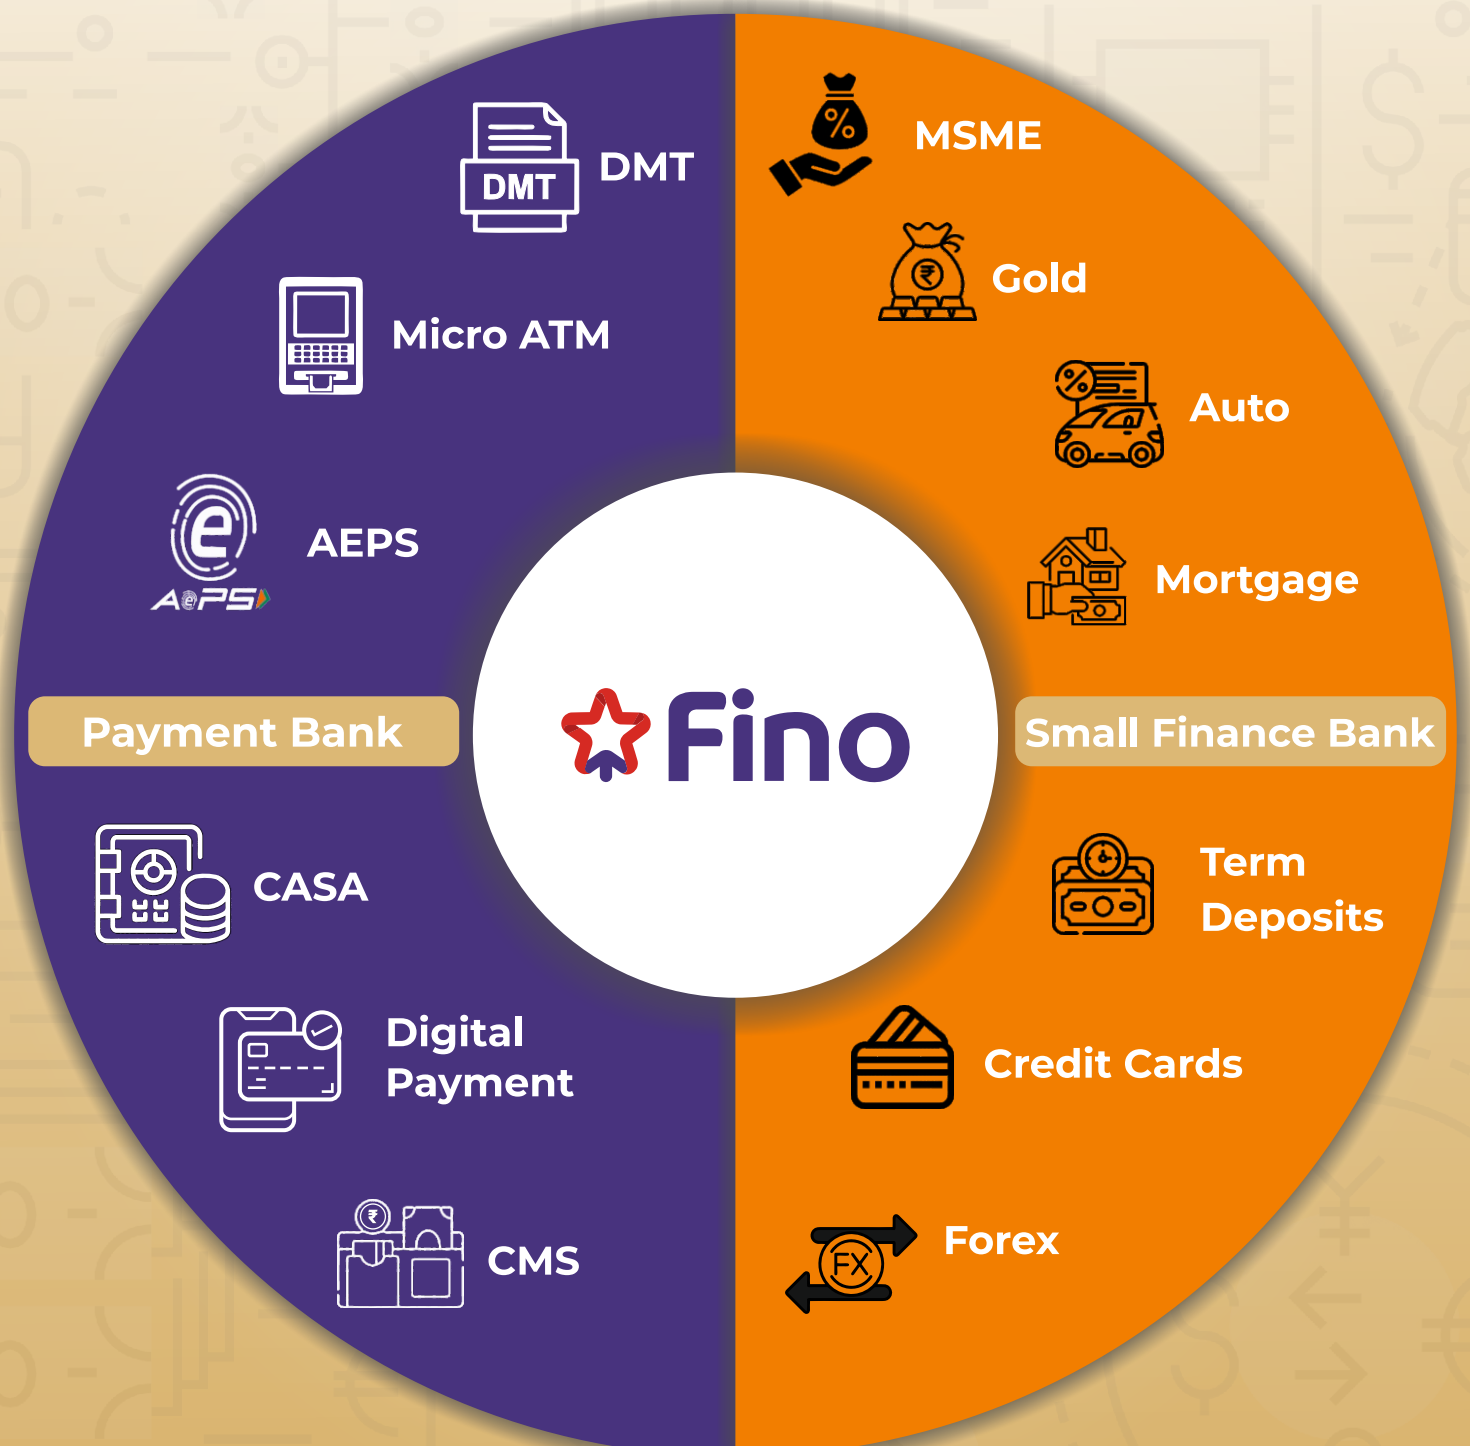 DMT
DMT
Micro ATM
e
AePS
AEPS
Payment Bank
CASA
Digital
Payment
₹
CMS
Fino
%
MSME
₹
Gold
%
Auto
Mortgage
Small Finance Bank
Term
Deposits
Credit Cards
FX
Forex